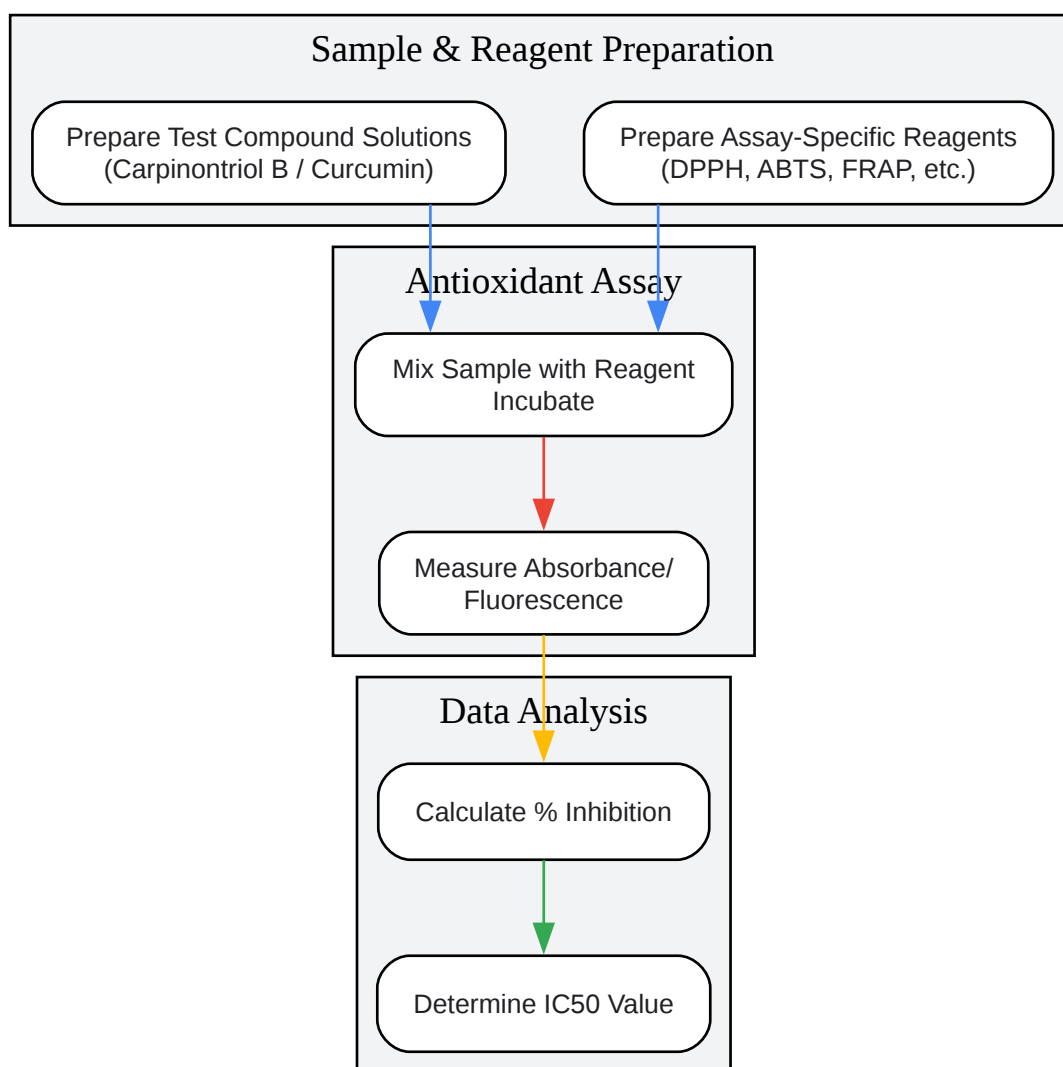 Sample & Reagent Preparation
Prepare Test Compound Solutions
(Carpinontriol B / Curcumin)
Prepare Assay-Specific Reagents
(DPPH, ABTS, FRAP, etc.)
Antioxidant Assay
Mix Sample with Reagent
Incubate
Measure Absorbance/
Fluorescence
Data Analysis
Calculate % Inhibition
Determine IC50 Value